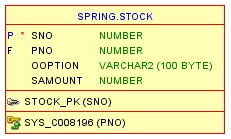 SPRING.STOCK
P * SNO NUMBER
F PNO NUMBER
OOPTION VARCHAR2 (100 BYTE)
SAMOUNT NUMBER
STOCK_PK (SNO)
SYS_C008196 (PNO)